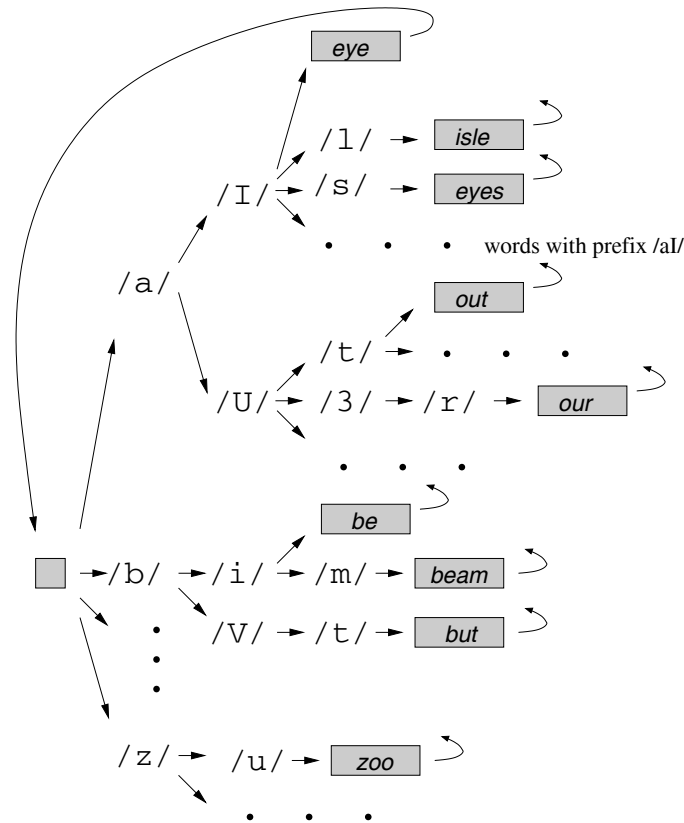 eye
/l/ isle
/I/ /s/ eyes
words with prefix /aI/
/a/
out
/t/
/U/ /3/ /r/ our
be
/b/ /i/ /m/ beam
/V/ /t/ but
/z/ /u/ zoo